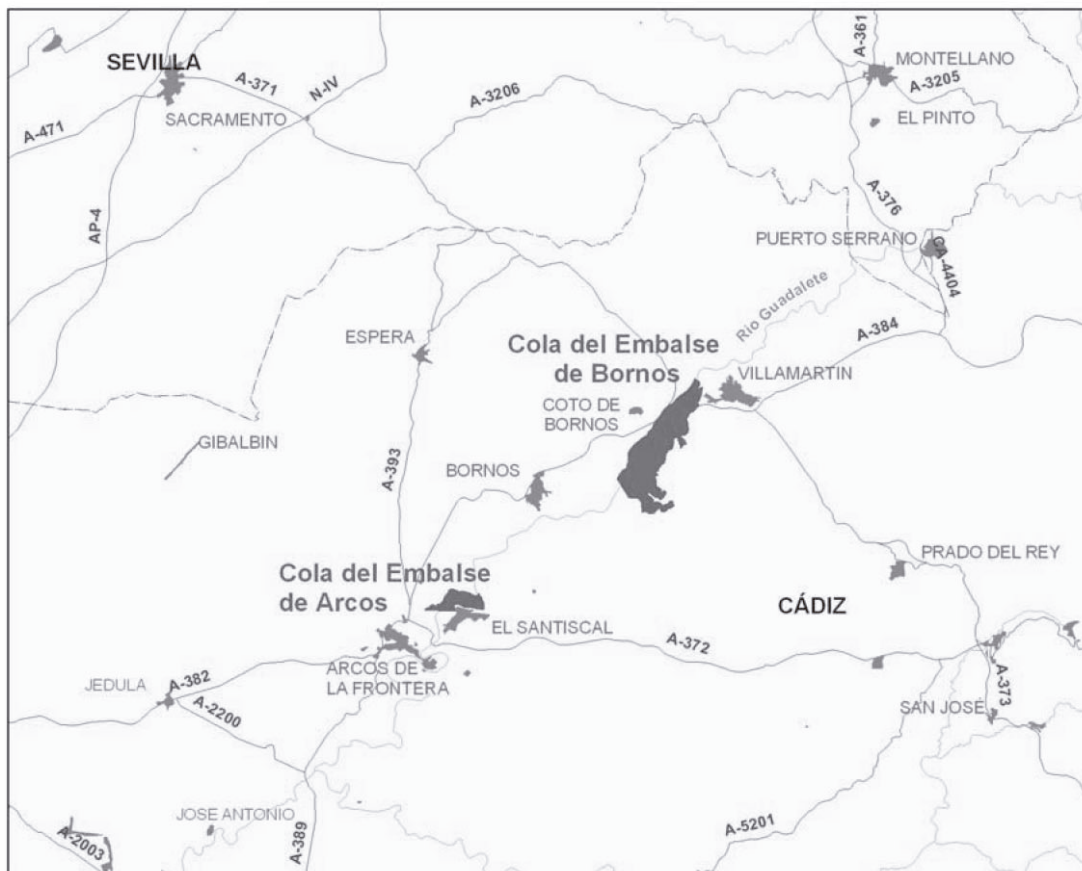 SEVILLA
A-371
N-IV
A-361
MONTELLANO
A-3205
A-3206
SACRAMENTO
EL PINTO
A-471
AP-4
A-376
PUERTO SERRANO
CA-4404
Rio Guadalete
A-384
ESPERA
Cola del Embalse
de Bornos
VILLAMARTIN
COTO DE
BORNOS
GIBALBIN
A-393
BORNOS
PRADO DEL REY
Cola del Embalse
de Arcos
CÁDIZ
EL SANTISCAL
A-372
ARCOS DE
LA FRONTERA
JEDULA
A-382
A-2200
A-373
SAN JOSÉ
JOSE ANTONIO
A-2003
A-389
A-5201